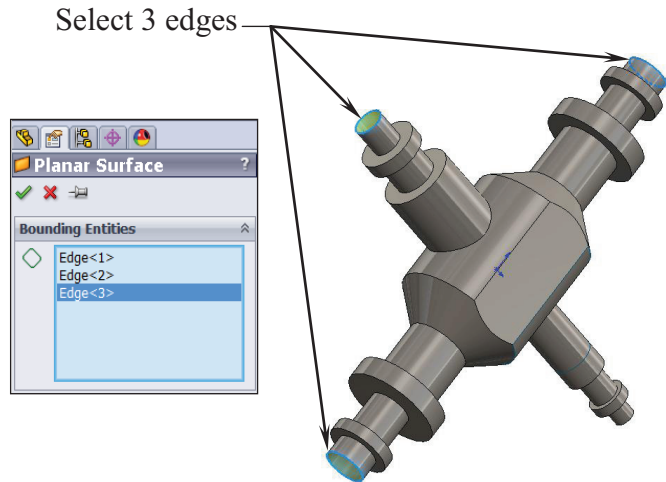 Select 3 edges
Planar Surface ?
Bounding Entities
Edge<1>
Edge<2>
Edge<3>